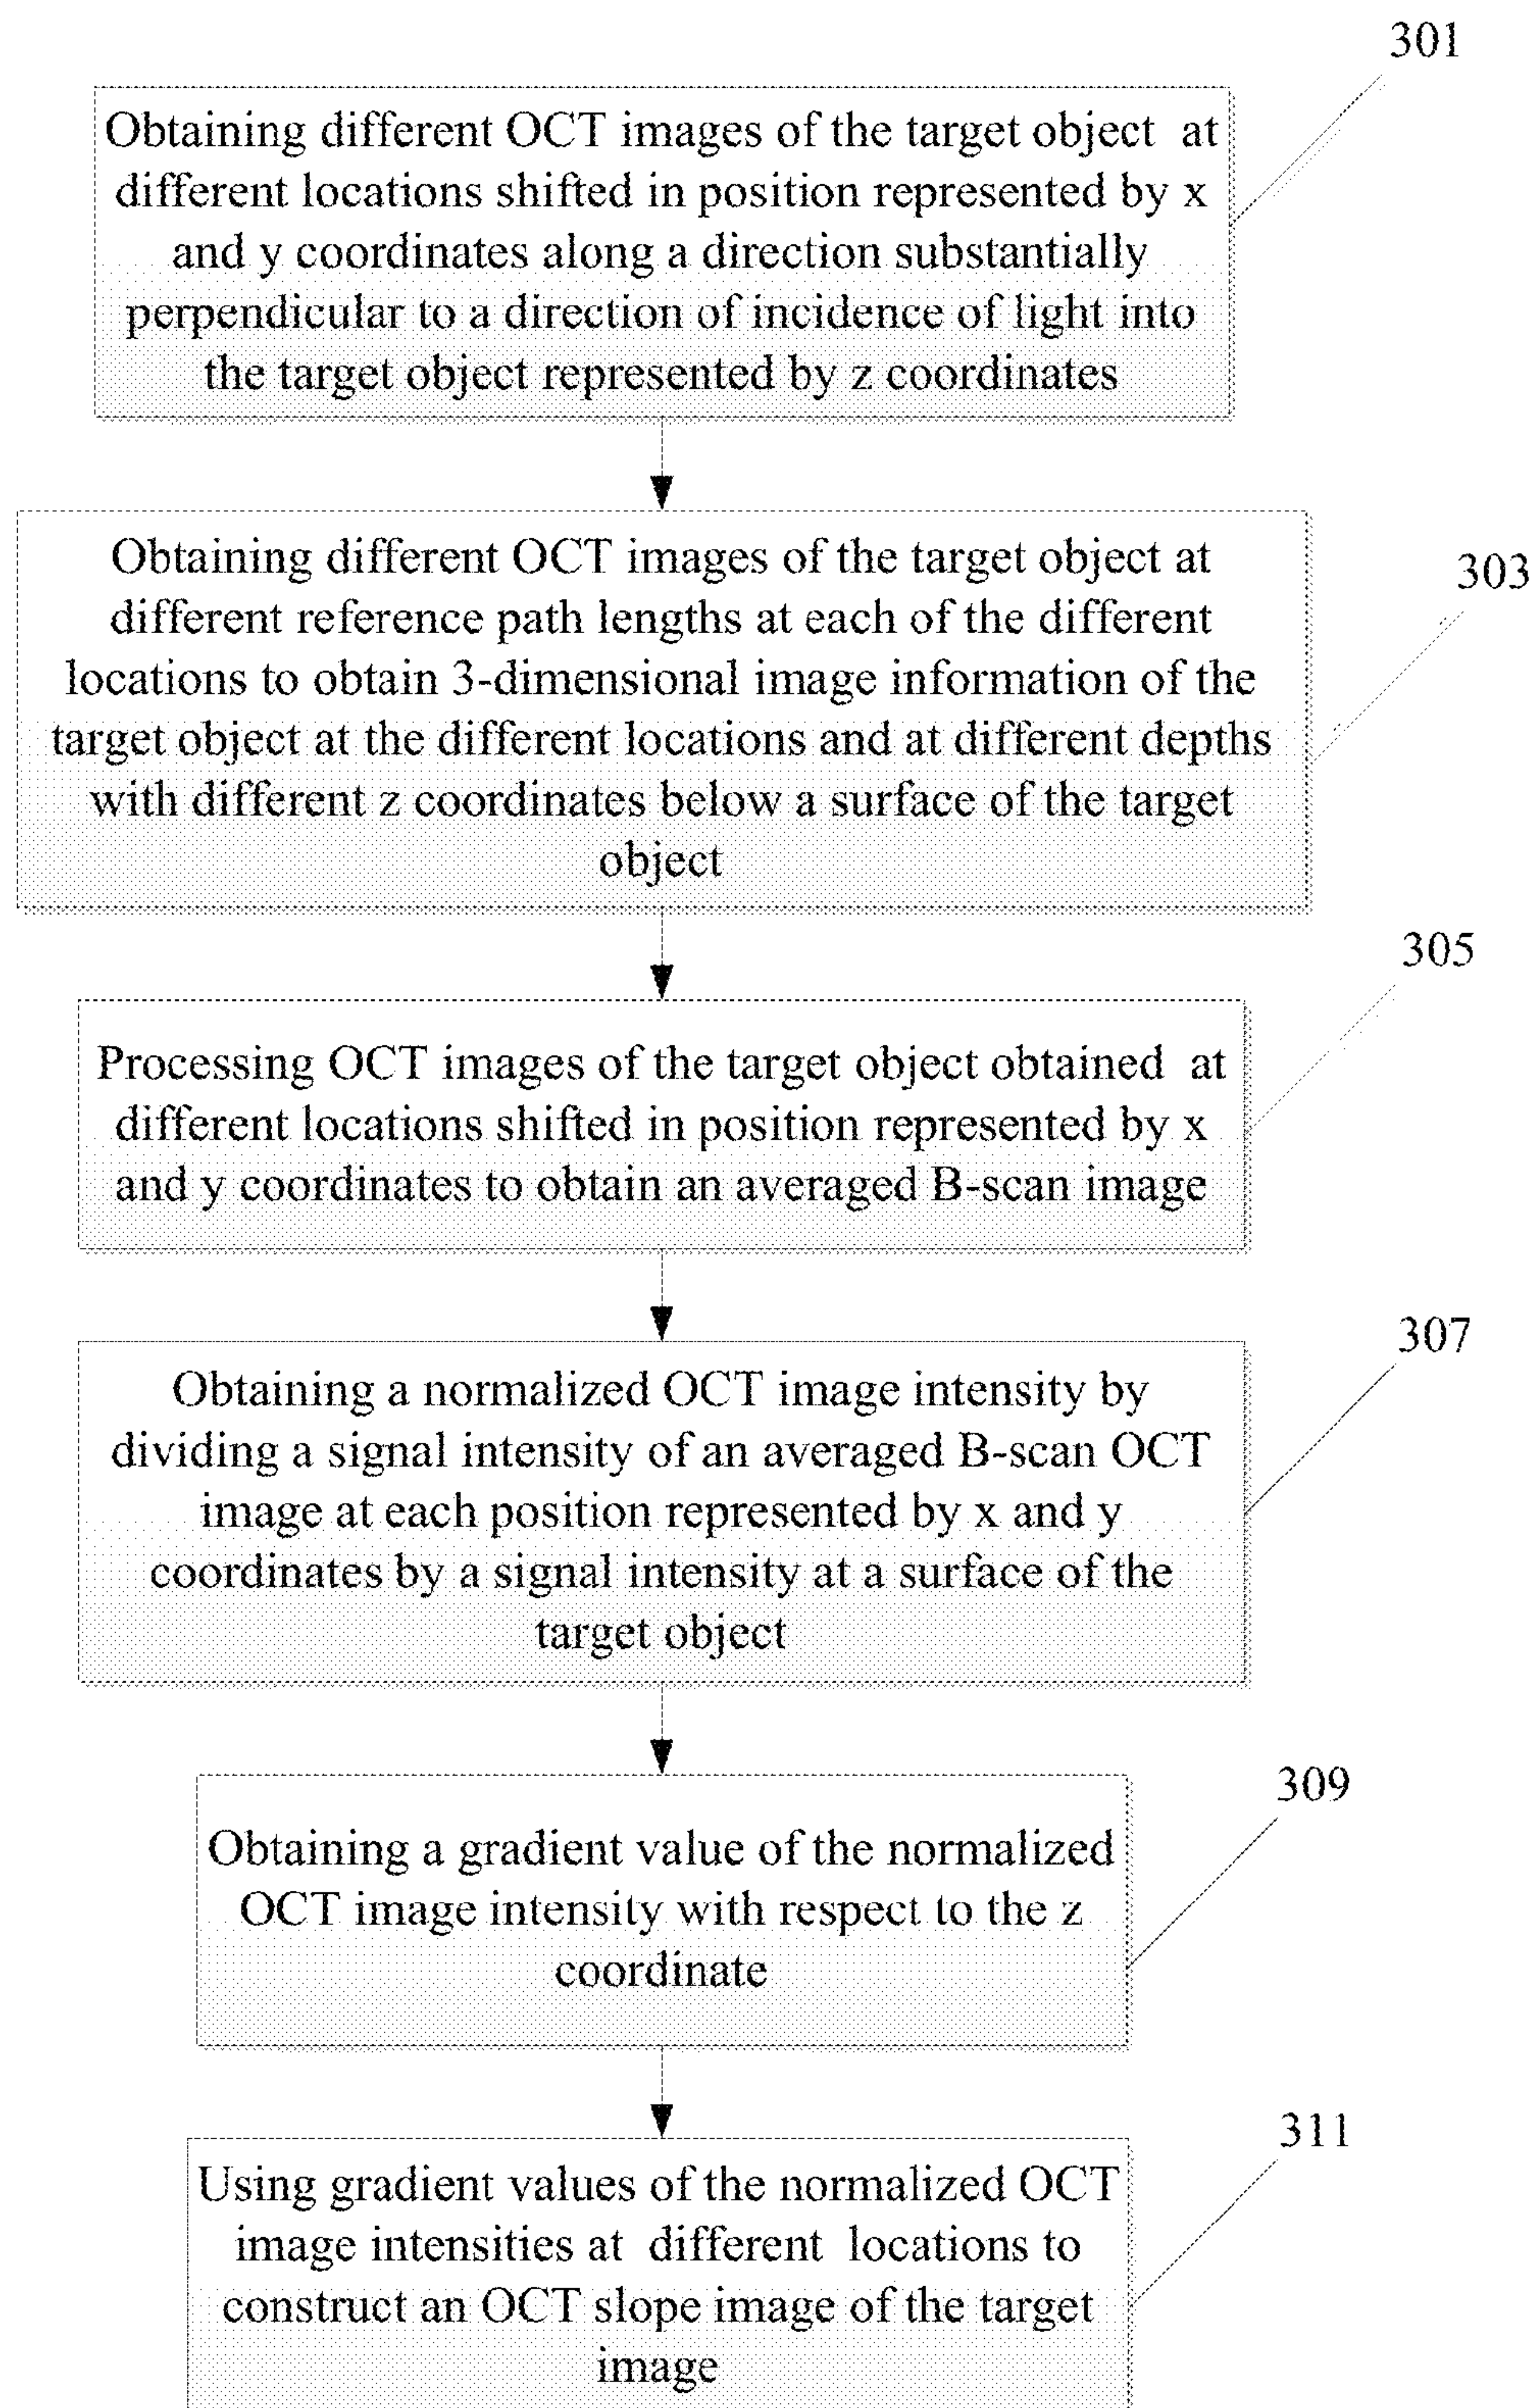 301
Obtaining different OCT images of the target object at
different locations shifted in position represented by x
and y coordinates along a direction substantially
perpendicular to a direction of incidence of light into
the target object represented by z coordinates
303
Obtaining different OCT images of the target object at
different reference path lengths at each of the different
locations to obtain 3-dimensional image information of the
target object at the different locations and at different depths
with different z coordinates below a surface of the target
object
305
Processing OCT images of the target object obtained at
different locations shifted in position represented by x
and y coordinates to obtain an averaged B-scan image
307
Obtaining a normalized OCT image intensity by
dividing a signal intensity of an averaged B-scan OCT
image at each position represented by x and y
coordinates by a signal intensity at a surface of the
target object
309
Obtaining a gradient value of the normalized
OCT image intensity with respect to the z
coordinate
311
Using gradient values of the normalized OCT
image intensities at different locations to
construct an OCT slope image of the target
image